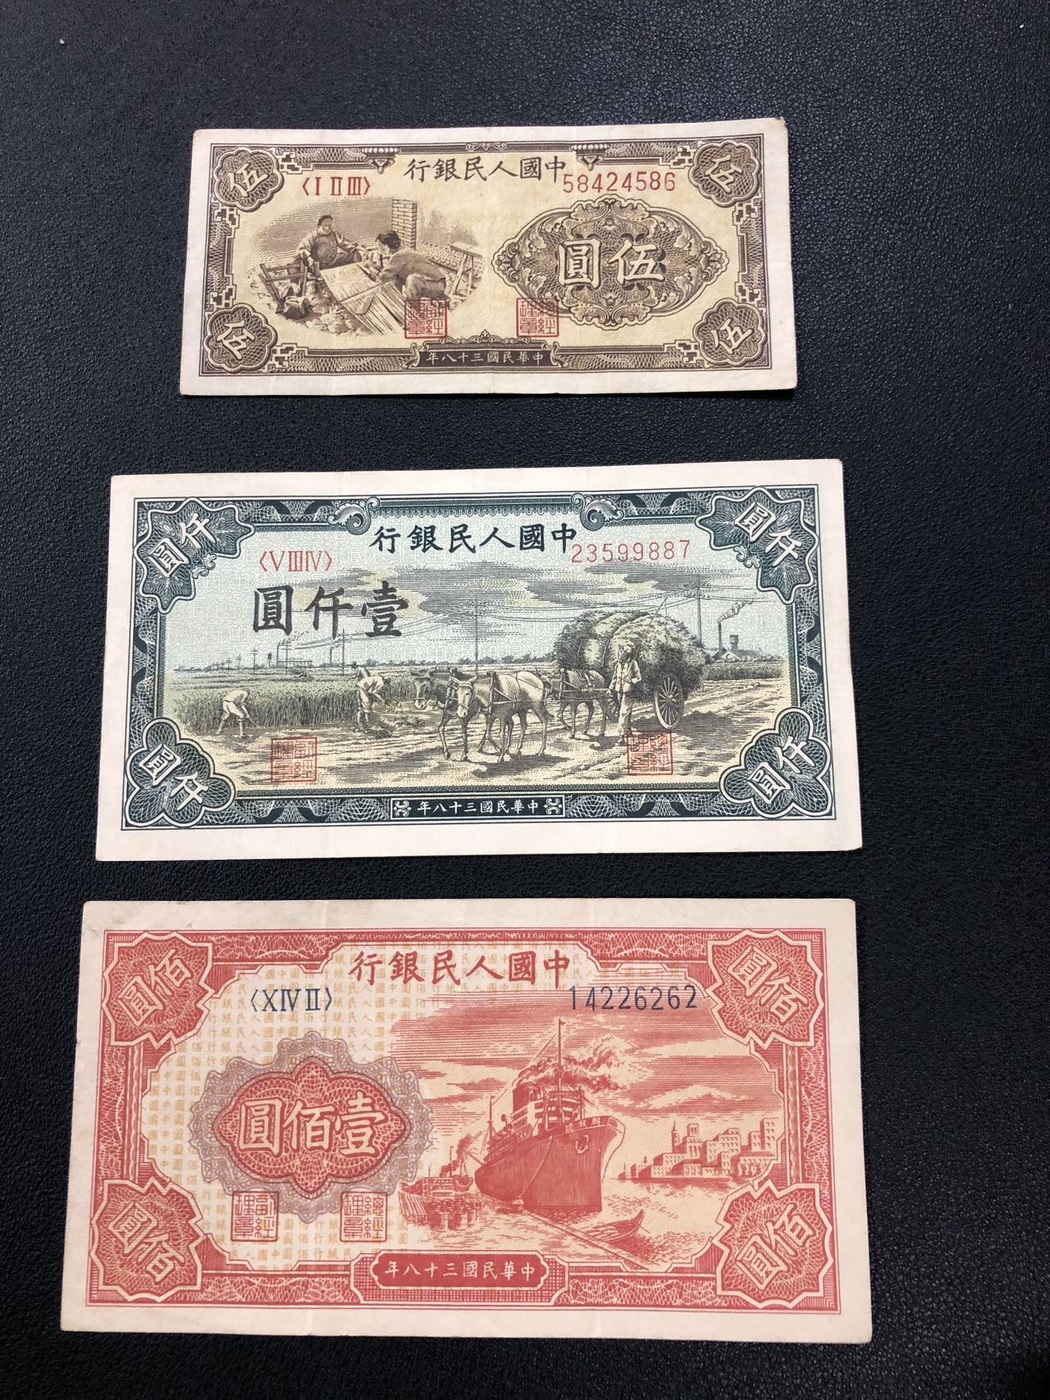 中國人民銀行
〈I II III〉 58424586
伍 伍
伍圓
伍 伍
中華民國三十八年
中國人民銀行
〈V III IV〉 23599887
仟圓 仟圓
壹仟圓
仟圓 仟圓
中華民國三十八年
中國人民銀行
〈X IV II〉 14226262
佰圓 佰圓
壹佰圓
佰圓 佰圓
中華民國三十八年